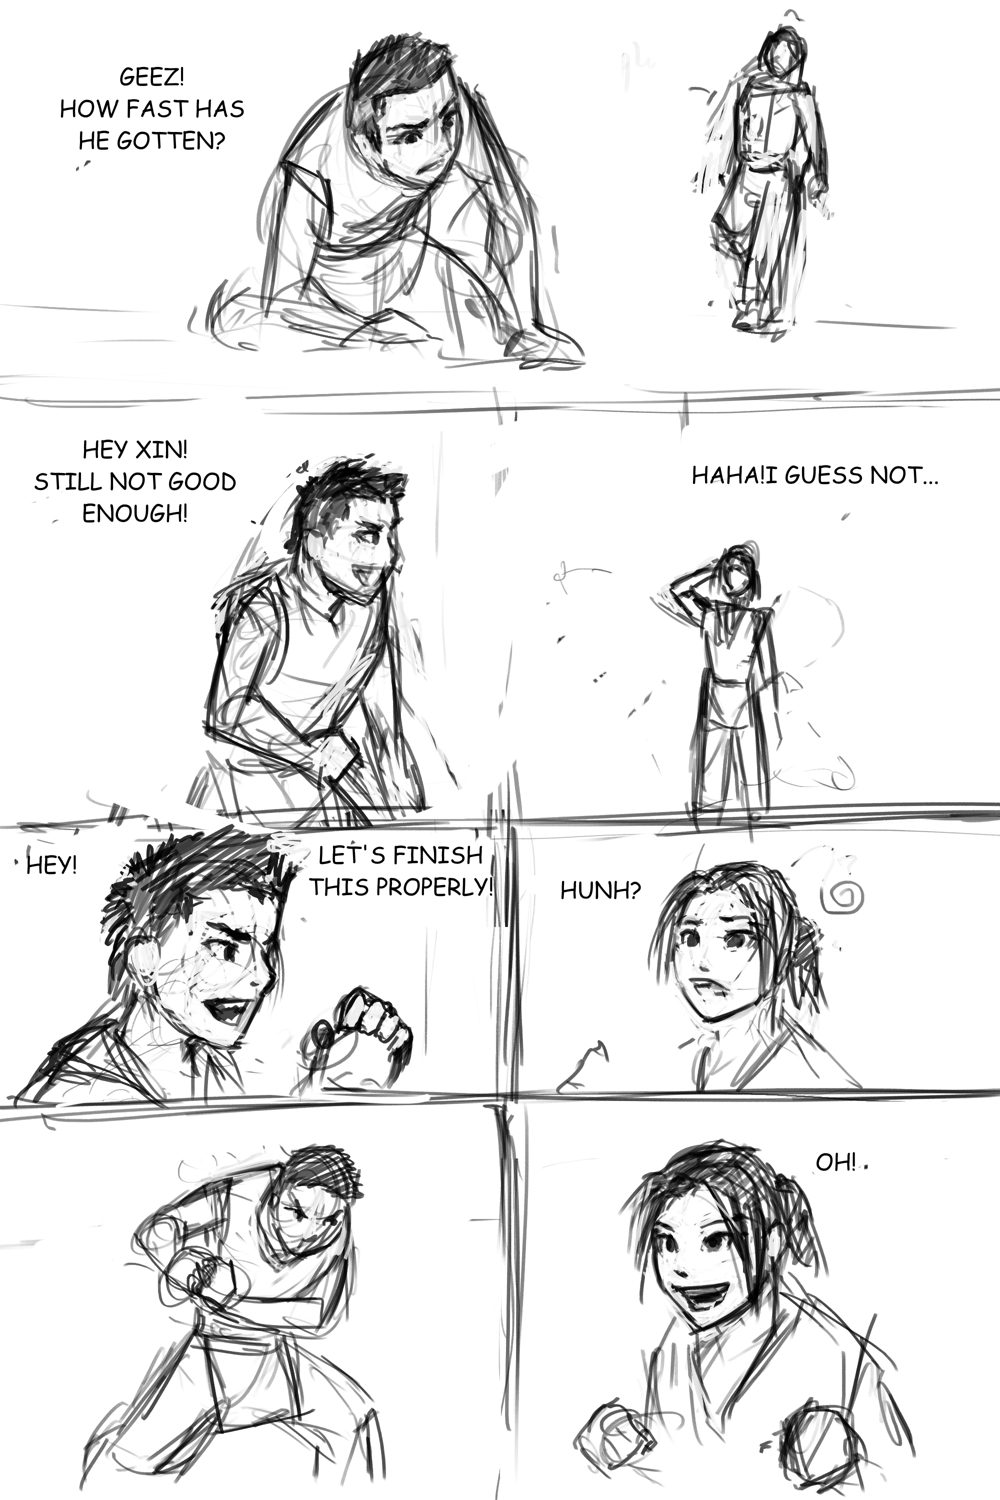 GEEZ!
HOW FAST HAS
HE GOTTEN?
HEY XIN!
STILL NOT GOOD
ENOUGH!
HAHA!I GUESS NOT...
HEY!
LET'S FINISH
THIS PROPERLY!
HUNH?
OH!